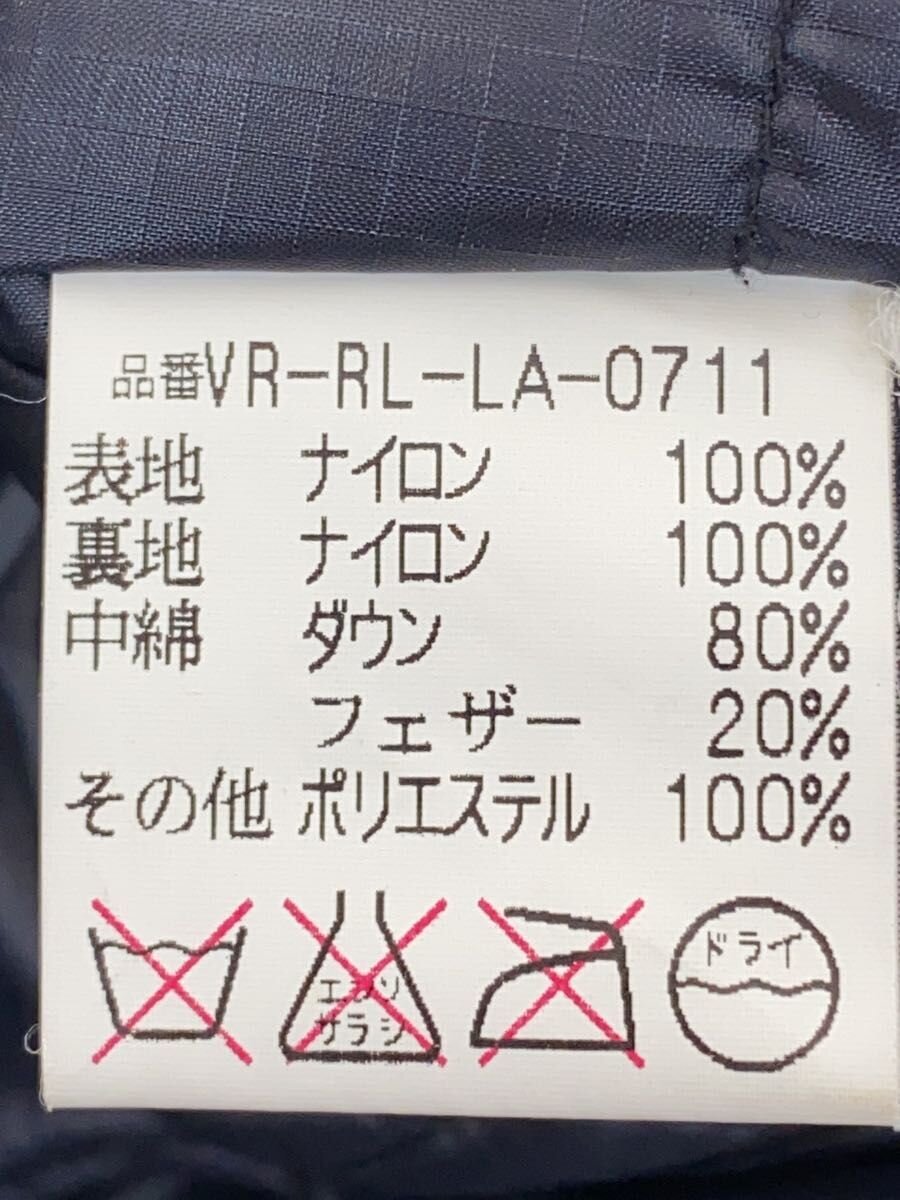 品番VR-RL-LA-0711
表地 ナイロン 100%
裏地 ナイロン 100%
中綿 ダウン 80%
フェザー 20%
その他 ポリエステル 100%
エンソ
サラシ
ドライ